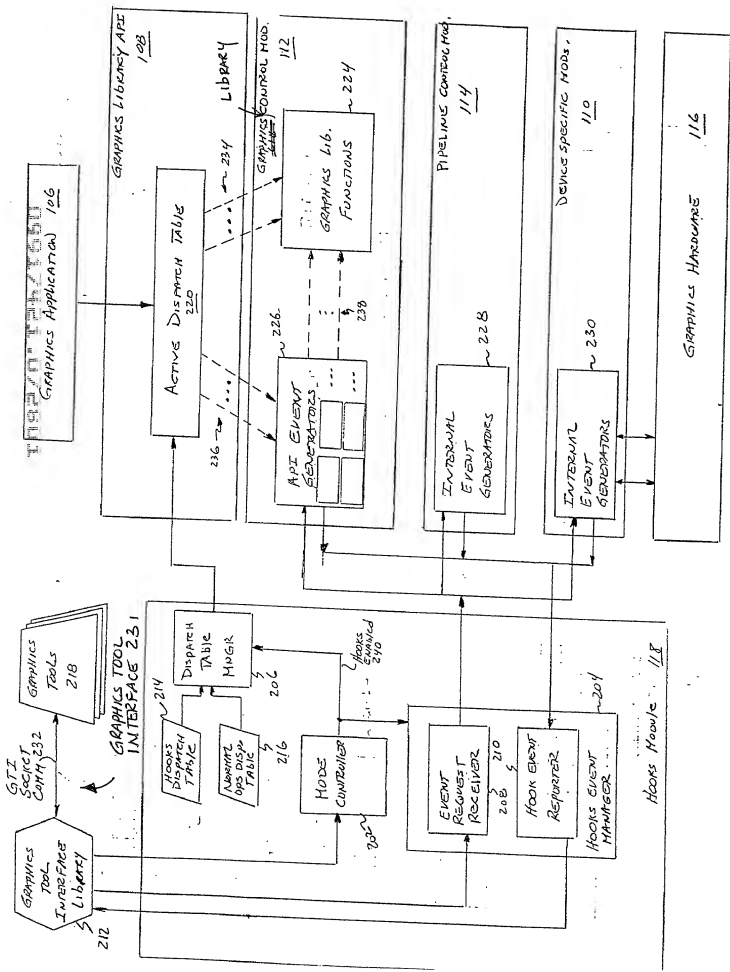 GRAPHICS APPLICATION 106
GRAPHICS LIBRARY API
108
ACTIVE DISPATCH TABLE
220
236
234
LIBRARY
GRAPHICS CONTROL MOD.
112
226
API EVENT
GENERATORS
...
238
224
GRAPHICS LIB.
FUNCTIONS
PIPELINE CONTROL MOD.
114
INTERNAL
EVENT
GENERATORS
228
DEVICE SPECIFIC MODS.
110
INTERNAL
EVENT
GENERATORS
230
GRAPHICS HARDWARE 116
GRAPHICS
TOOLS
218
GTI
SOCKET
COMM. 232
GRAPHICS TOOL
INTERFACE 231
GRAPHICS
TOOL
INTERFACE
LIBRARY
212
214
HOOKS
DISPATCH
TABLE
NORMAL
OPS DISP.
TABLE
216
DISPATCH
TABLE
MNGR
206
MODE
CONTROLLER
202
HOOKS
ENABLED
240
EVENT
REQUEST
RECEIVER
208
210
HOOK EVENT
REPORTER
HOOKS EVENT
MANAGER
204
HOOKS MODULE 118